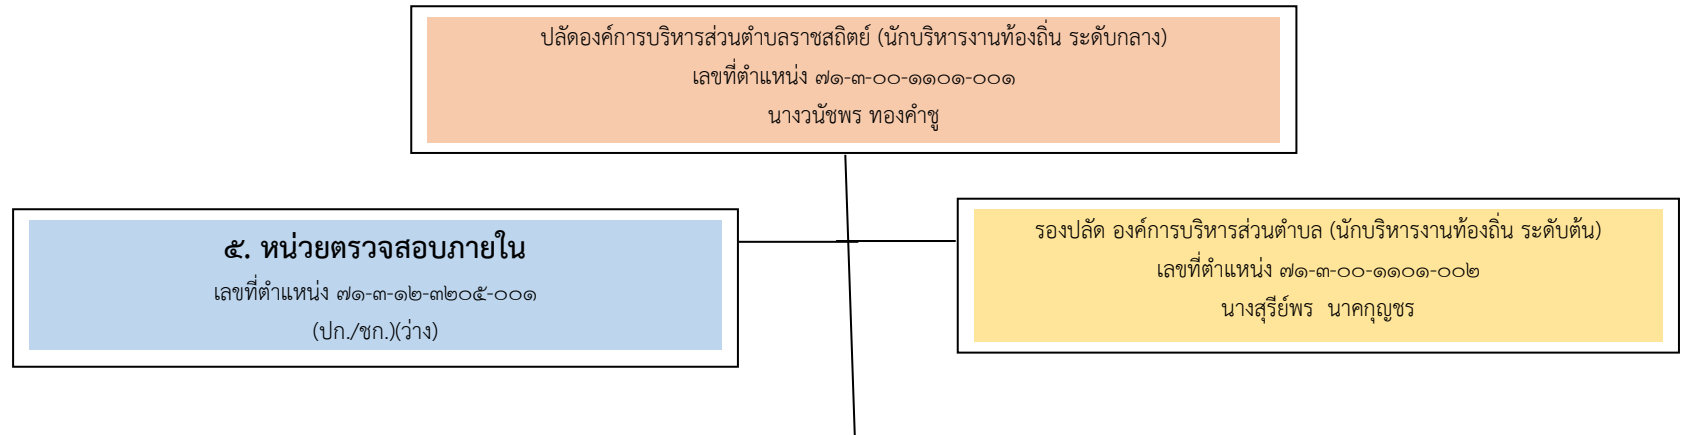 ปลัดองค์การบริหารส่วนตำบลราชสถิตย์ (นักบริหารงานท้องถิ่น ระดับกลาง)
เลขที่ตำแหน่ง ๗๑-๓-๐๐-๑๑๐๑-๐๐๑
นางวนัชพร ทองคำชู
๕. หน่วยตรวจสอบภายใน
เลขที่ตำแหน่ง ๗๑-๓-๑๒-๓๒๐๕-๐๐๑
(ปก./ชก.)(ว่าง)
รองปลัด องค์การบริหารส่วนตำบล (นักบริหารงานท้องถิ่น ระดับต้น)
เลขที่ตำแหน่ง ๗๑-๓-๐๐-๑๑๐๑-๐๐๒
นางสุรีย์พร นาคกุญชร